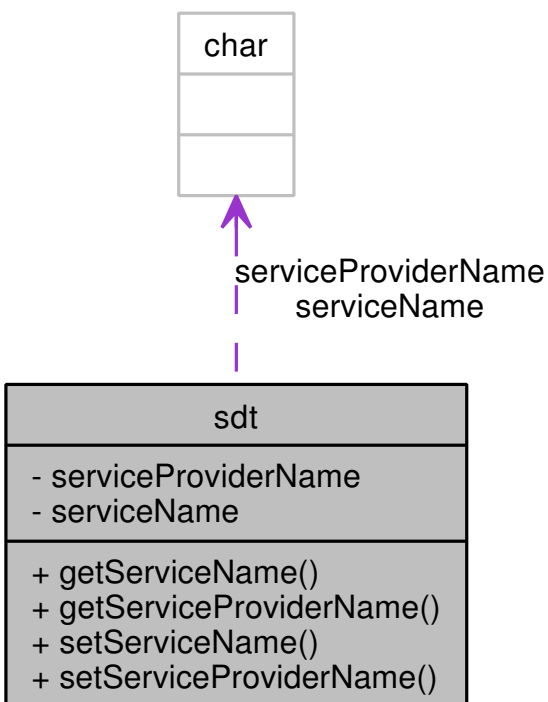 char
serviceProviderName
serviceName
sdt
- serviceProviderName
- serviceName
+ getServiceName()
+ getServiceProviderName()
+ setServiceName()
+ setServiceProviderName()